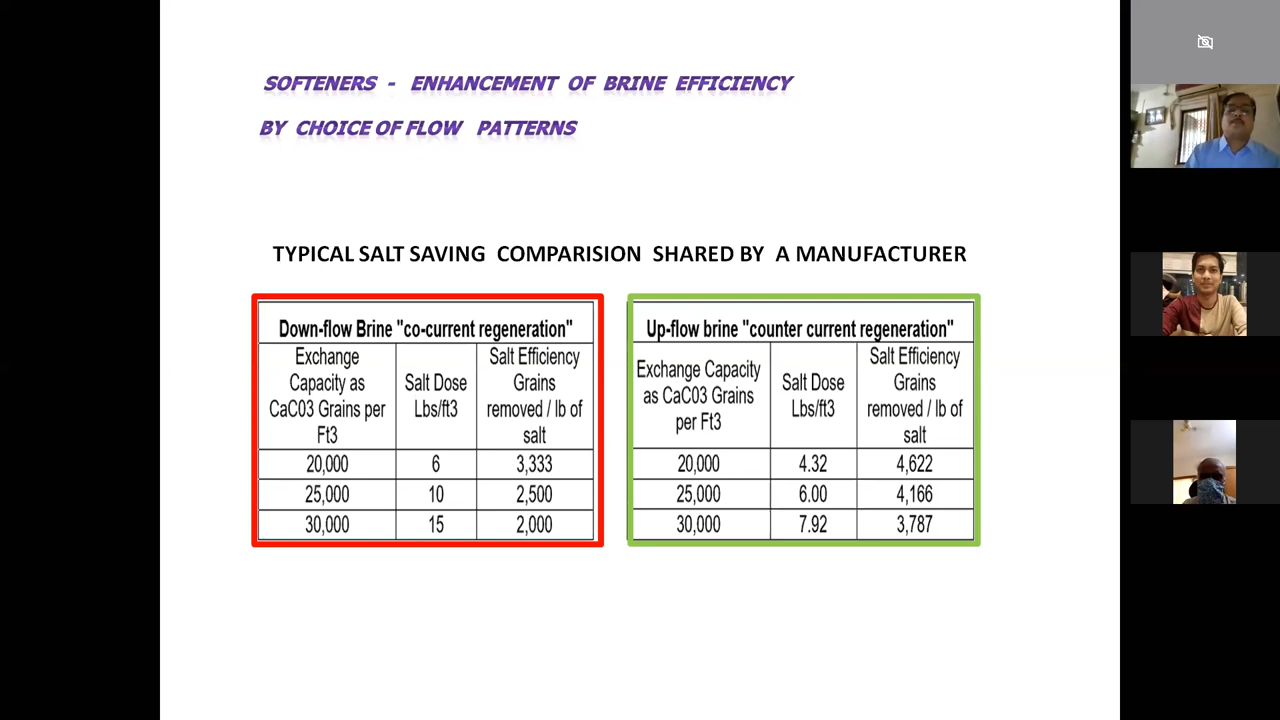 SOFTENERS - ENHANCEMENT OF BRINE EFFICIENCY
BY CHOICE OF FLOW PATTERNS
TYPICAL SALT SAVING COMPARISION SHARED BY A MANUFACTURER
Down-flow Brine "co-current regeneration"
Exchange
Capacity as
CaC03 Grains per
Ft3
Salt Dose
Lbs/ft3
Salt Efficiency
Grains
removed / lb of
salt
20,000 6 3,333
25,000 10 2,500
30,000 15 2,000
Up-flow brine "counter current regeneration"
Exchange Capacity
as CaC03 Grains
per Ft3
Salt Dose
Lbs/ft3
Salt Efficiency
Grains
removed / lb of
salt
20,000 4.32 4,622
25,000 6.00 4,166
30,000 7.92 3,787